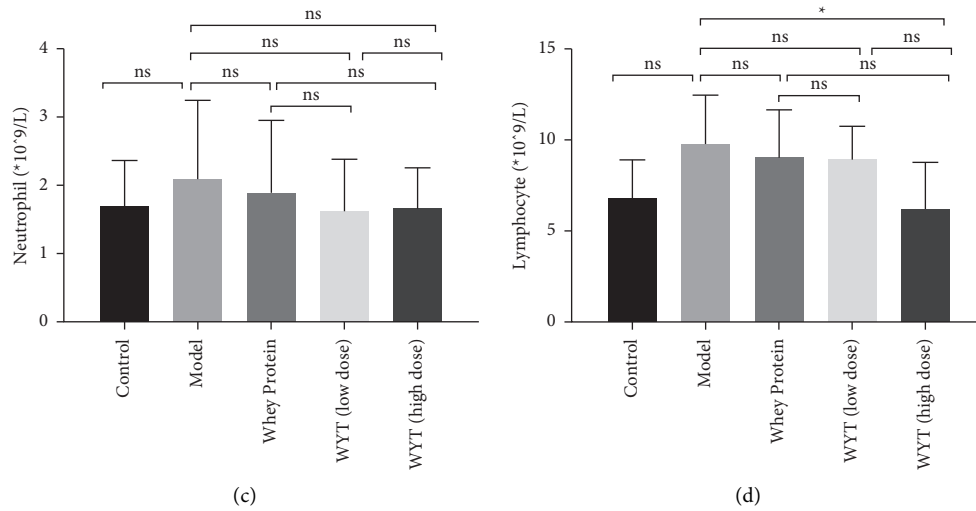 ns
ns
ns
ns
ns
ns
ns
Neutrophil (*10^9/L)
4
3
2
1
0
Control
Model
Whey Protein
WYT (low dose)
WYT (high dose)
(c)
*
ns
ns
ns
ns
ns
ns
Lymphocyte (*10^9/L)
15
10
5
0
Control
Model
Whey Protein
WYT (low dose)
WYT (high dose)
(d)